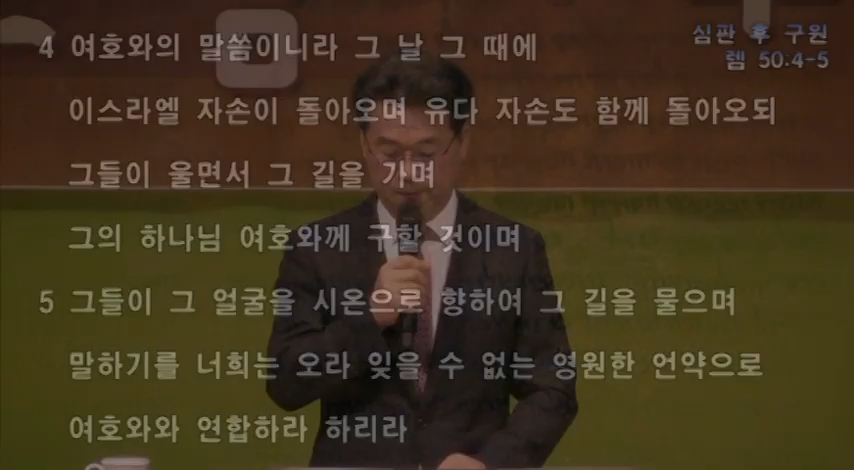 심판 후 구원
렘 50:4-5
4 여호와의 말씀이니라 그 날 그 때에
이스라엘 자손이 돌아오며 유다 자손도 함께 돌아오되
그들이 울면서 그 길을 가며
그의 하나님 여호와께 구할 것이며
5 그들이 그 얼굴을 시온으로 향하여 그 길을 물으며
말하기를 너희는 오라 잊을 수 없는 영원한 언약으로
여호와와 연합하라 하리라